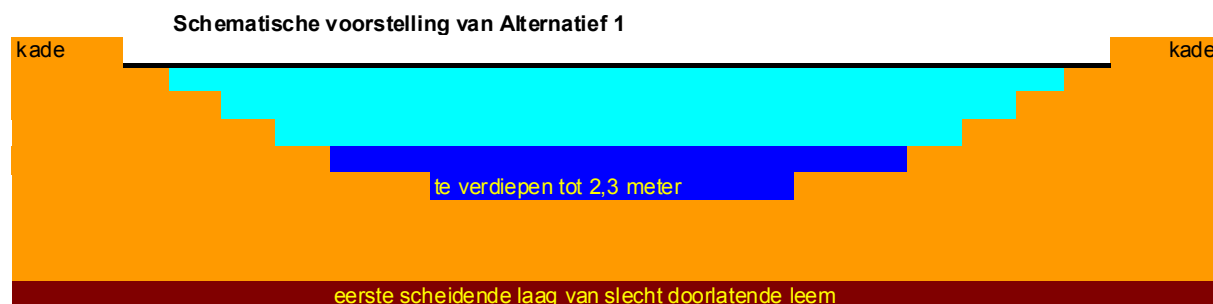 Schematische voorstelling van Alternatief 1
kade
kade
te verdiepen tot 2,3 meter
eerste scheidende laag van slecht doorlatende leem